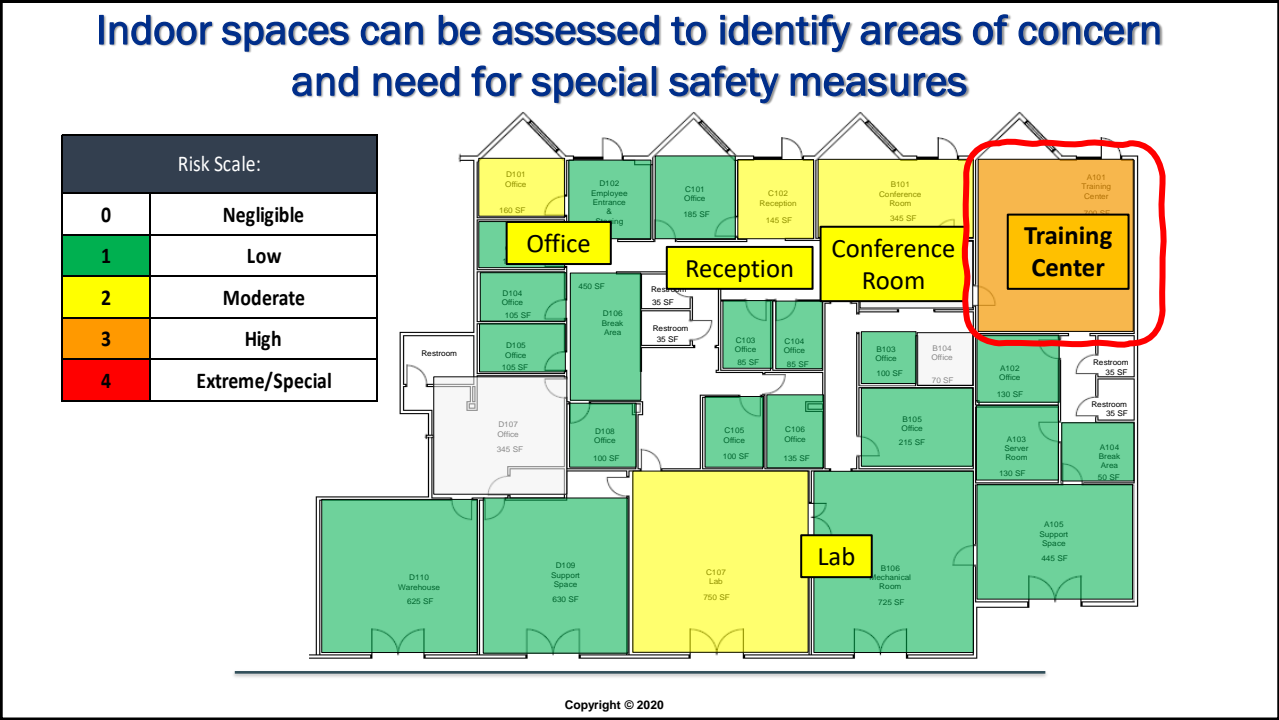 Indoor spaces can be assessed to identify areas of concern
and need for special safety measures
Risk Scale:
0 Negligible
1 Low
2 Moderate
3 High
4 Extreme/Special
D101
Office
160 SF
D102
Employee
Entrance
&
C101
Office
185 SF
C102
Reception
145 SF
B101
Conference
Room
345 SF
A101
Training
Center
Office
Reception
Conference
Room
Training
Center
D104
Office
105 SF
450 SF
D106
Break
Area
35 SF
Restroom
35 SF
D105
Office
105 SF
Restroom
C103
Office
85 SF
C104
Office
85 SF
B103
Office
100 SF
B104
Office
70 SF
A102
Office
130 SF
Restroom
35 SF
Restroom
35 SF
D107
Office
345 SF
D108
Office
100 SF
C105
Office
100 SF
C106
Office
135 SF
B105
Office
215 SF
A103
Server
Room
130 SF
A104
Break
Area
50 SF
D110
Warehouse
625 SF
D109
Support
Space
630 SF
C107
Lab
750 SF
Lab
B106
Mechanical
Room
725 SF
A105
Support
Space
445 SF
Copyright © 2020